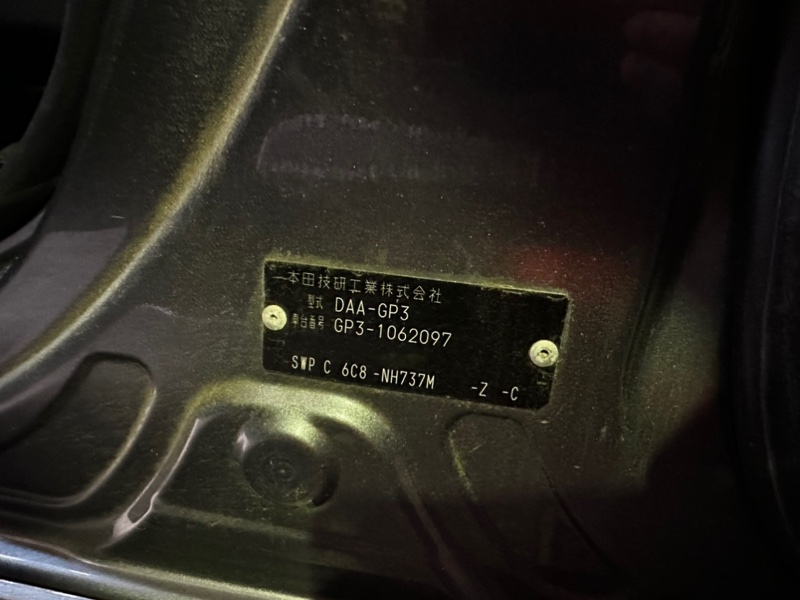 本田技研工業株式会社
型式 DAA-GP3
車台番号 GP3-1062097
SWP C 6C8 -NH737M -Z -C